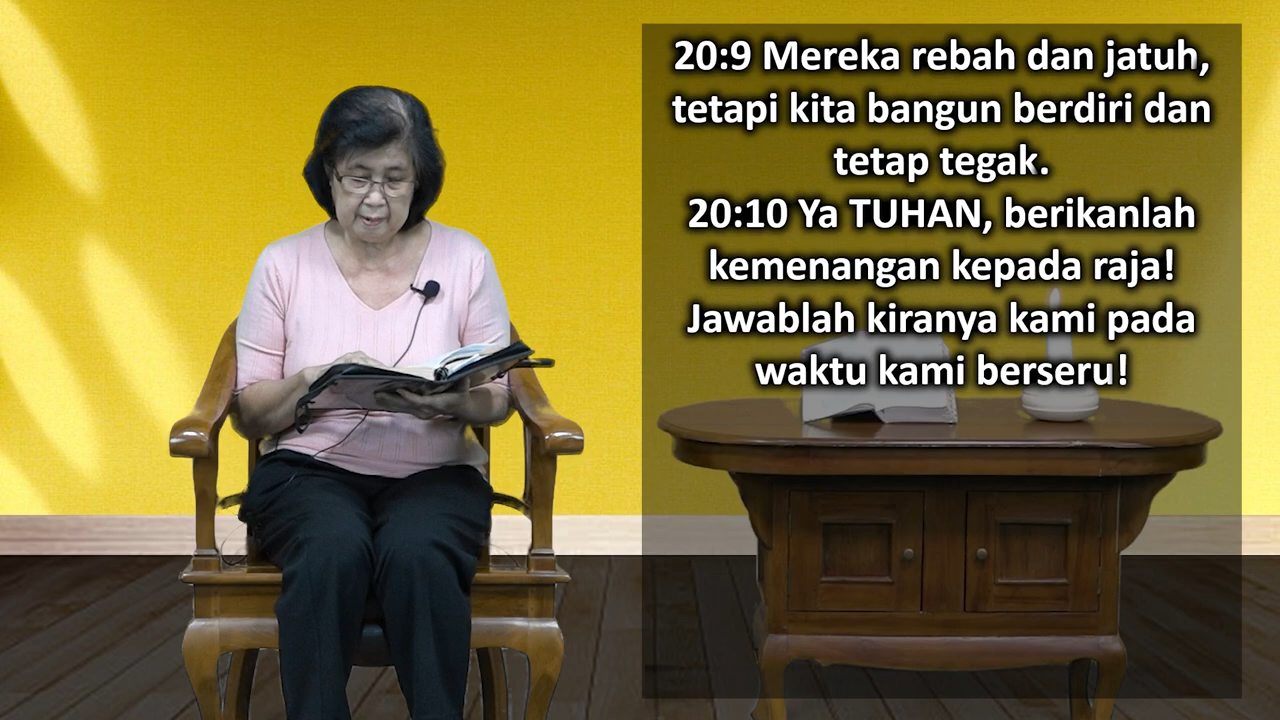 20:9 Mereka rebah dan jatuh,
tetapi kita bangun berdiri dan
tetap tegak.
20:10 Ya TUHAN, berikanlah
kemenangan kepada raja!
Jawablah kiranya kami pada
waktu kami berseru!